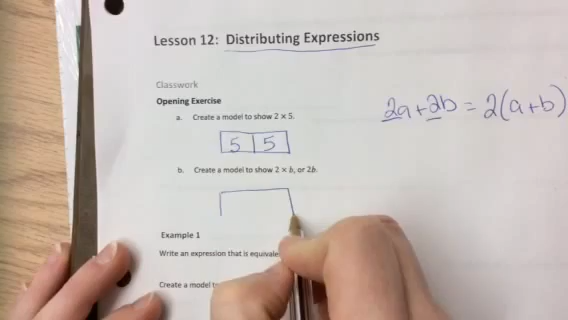 Lesson 12: Distributing Expressions
Classwork
Opening Exercise
a. Create a model to show 2 × 5.
2a+2b = 2(a+b)
5 5
b. Create a model to show 2 × b, or 2b.
Example 1
Write an expression that is
Create a model